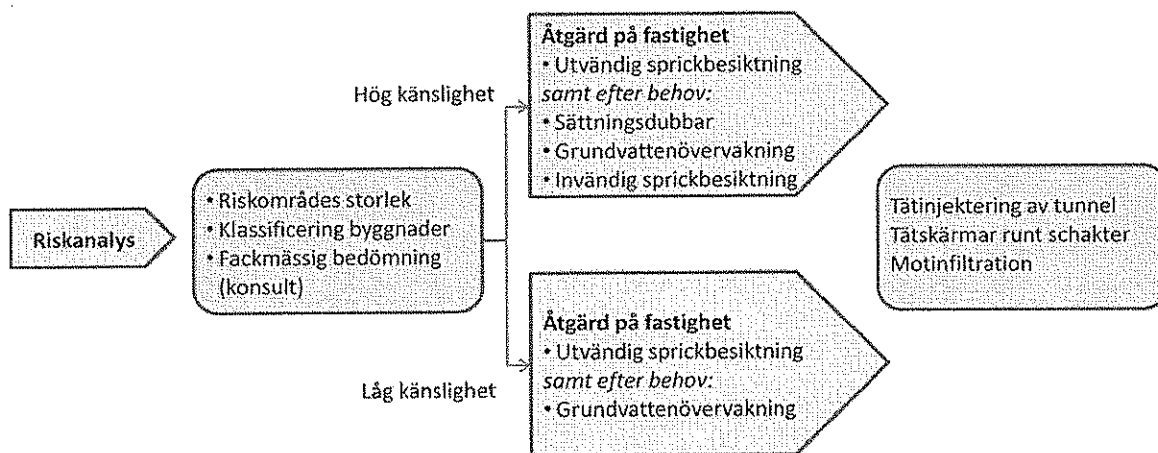 Riskanalys
• Riskområdes storlek
• Klassificering byggnader
• Fackmässig bedömning
(konsult)
Hög känslighet
Åtgärd på fastighet
• Utvändig sprickbesiktning
samt efter behov:
• Sättningsdubbar
• Grundvattenövervakning
• Invändig sprickbesiktning
Låg känslighet
Åtgärd på fastighet
• Utvändig sprickbesiktning
samt efter behov:
• Grundvattenövervakning
Tätinjektering av tunnel
Tätskärmar runt schakter
Motinfiltration